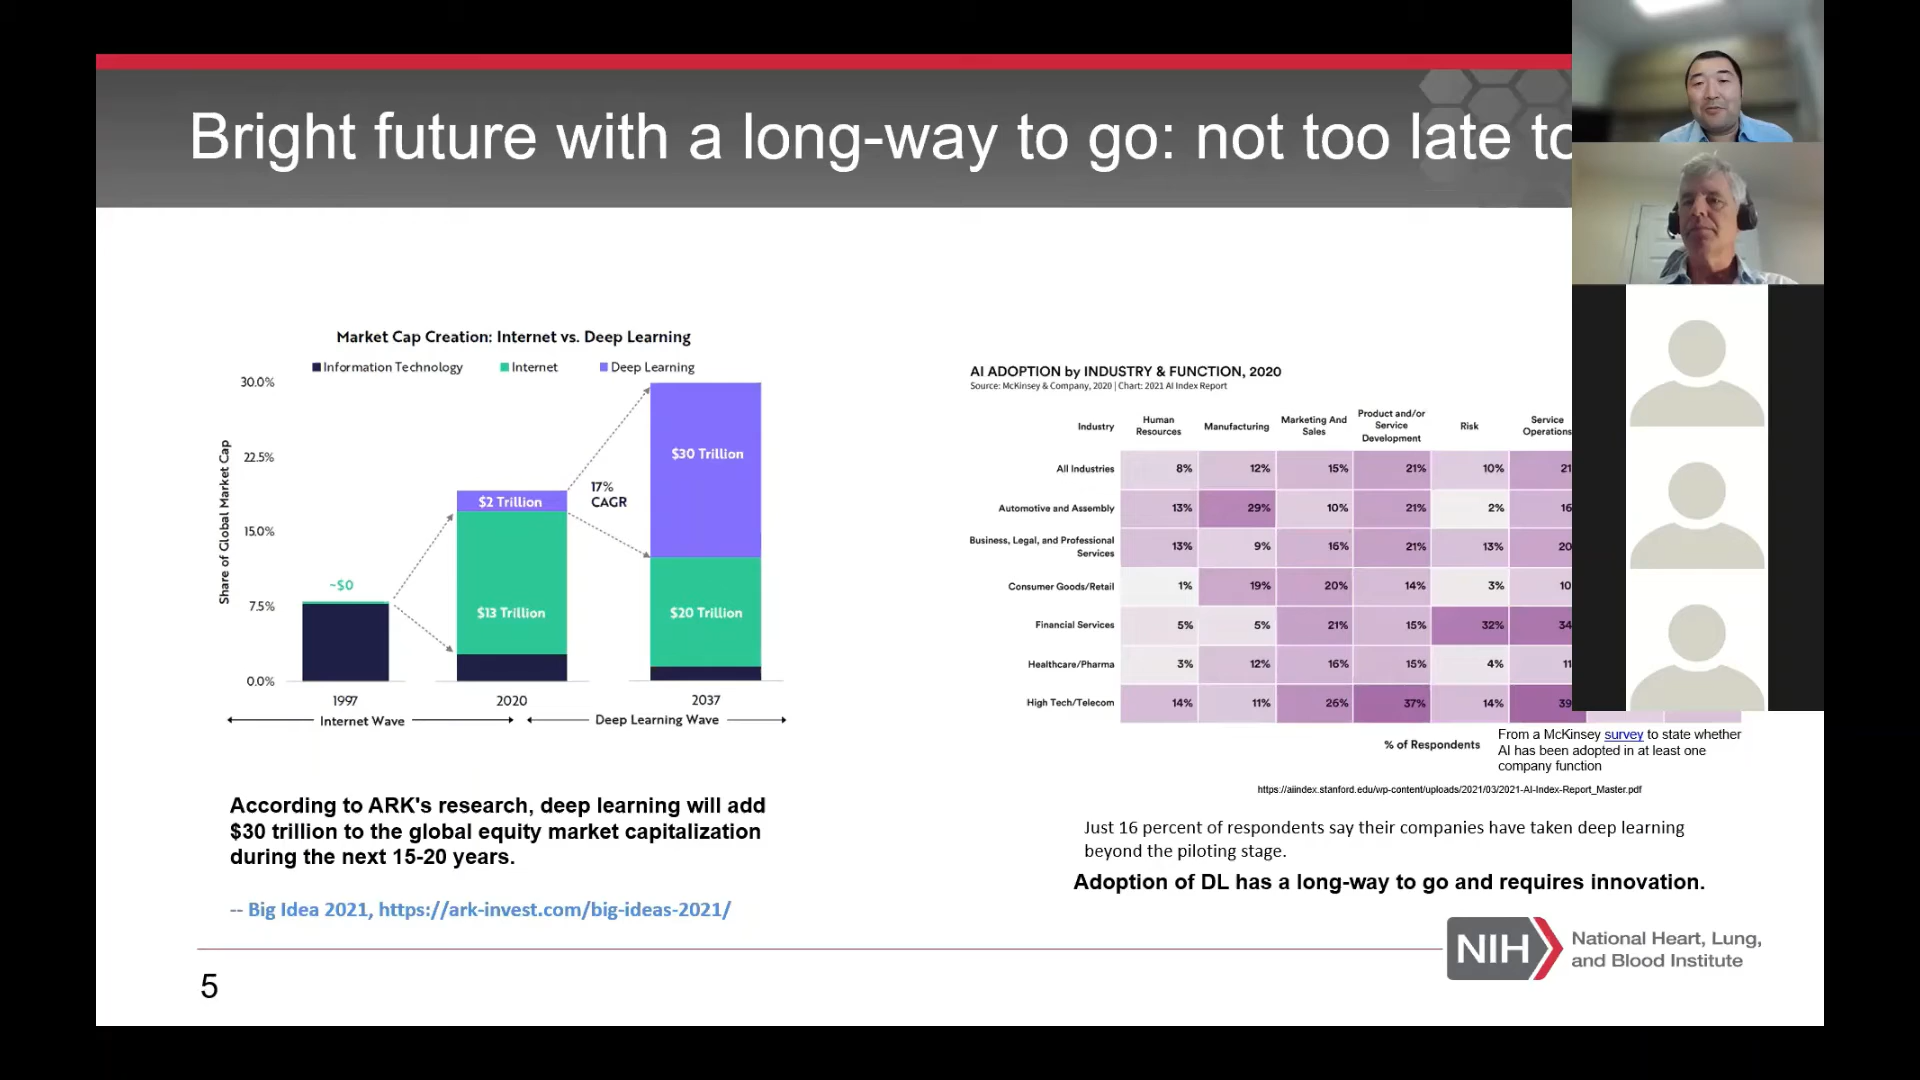 Bright future with a long-way to go: not too late to
Market Cap Creation: Internet vs. Deep Learning
Information Technology Internet Deep Learning
30.0%
22.5%
15.0%
7.5%
0.0%
Share of Global Market Cap
~$0
$2 Trillion
$13 Trillion
17%
CAGR
$30 Trillion
$20 Trillion
1997 2020 2037
Internet Wave Deep Learning Wave
According to ARK's research, deep learning will add
$30 trillion to the global equity market capitalization
during the next 15-20 years.
-- Big Idea 2021, https://ark-invest.com/big-ideas-2021/
AI ADOPTION by INDUSTRY & FUNCTION, 2020
Source: McKinsey & Company, 2020 | Chart: 2021 AI Index Report
Industry Human Resources Manufacturing Marketing And Sales Product and/or Service Development Risk Service Operations
All Industries 8% 12% 15% 21% 10% 21
Automotive and Assembly 13% 29% 10% 21% 2% 16
Business, Legal, and Professional Services 13% 9% 16% 21% 13% 20
Consumer Goods/Retail 1% 19% 20% 14% 3% 10
Financial Services 5% 5% 21% 15% 32% 34
Healthcare/Pharma 3% 12% 16% 15% 4% 11
High Tech/Telecom 14% 11% 26% 37% 14% 39
% of Respondents
From a McKinsey survey to state whether
AI has been adopted in at least one
company function
https://aiindex.stanford.edu/wp-content/uploads/2021/03/2021-AI-Index-Report_Master.pdf
Just 16 percent of respondents say their companies have taken deep learning
beyond the piloting stage.
Adoption of DL has a long-way to go and requires innovation.
NIH National Heart, Lung,
and Blood Institute
5